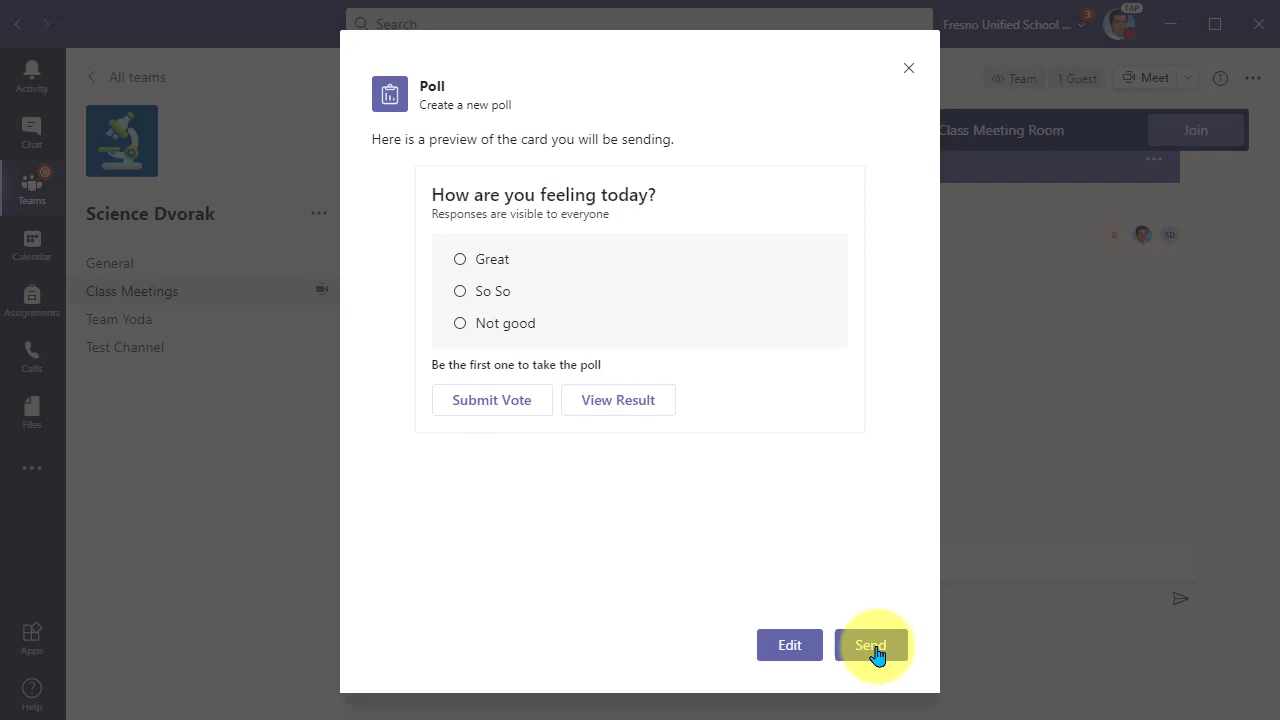 Search
Fresno Unified School ...
3
TAP
Activity
Chat
Teams
Calendar
Assignments
Calls
Files
Apps
Help
All teams
Science Dvorak
General
Class Meetings
Team Yoda
Test Channel
Team
1 Guest
Meet
Class Meeting Room
Join
SD
Poll
Create a new poll
Here is a preview of the card you will be sending.
How are you feeling today?
Responses are visible to everyone
Great
So So
Not good
Be the first one to take the poll
Submit Vote
View Result
Edit
Send